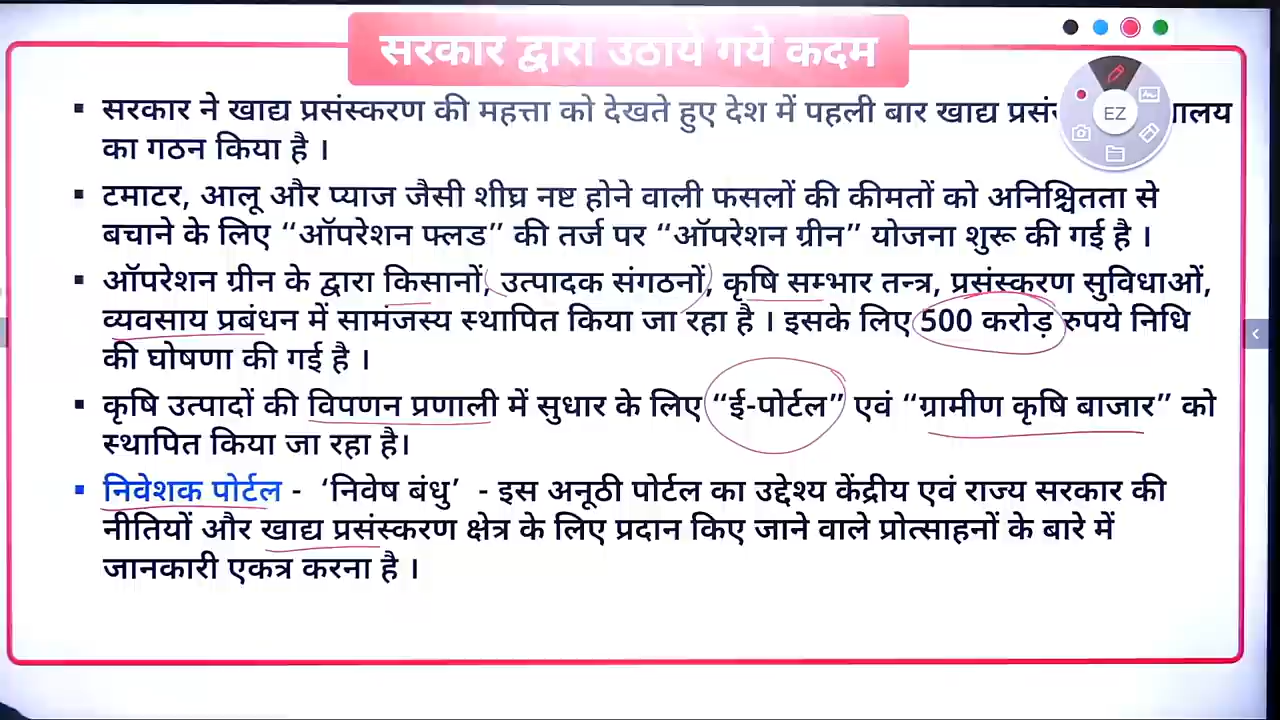 सरकार द्वारा उठाये गये कदम
▪ सरकार ने खाद्य प्रसंस्करण की महत्ता को देखते हुए देश में पहली बार खाद्य
का गठन किया है ।
▪ टमाटर, आलू और प्याज जैसी शीघ्र नष्ट होने वाली फसलों की कीमतों को अनिश्चितता से
बचाने के लिए “ऑपरेशन फ्लड” की तर्ज पर “ऑपरेशन ग्रीन” योजना शुरू की गई है ।
▪ ऑपरेशन ग्रीन के द्वारा किसानों, उत्पादक संगठनों, कृषि सम्भार तन्त्र, प्रसंस्करण सुविधाओं,
व्यवसाय प्रबंधन में सामंजस्य स्थापित किया जा रहा है । इसके लिए 500 करोड़ रुपये निधि
की घोषणा की गई है ।
▪ कृषि उत्पादों की विपणन प्रणाली में सुधार के लिए “ई-पोर्टल” एवं “ग्रामीण कृषि बाजार” को
स्थापित किया जा रहा है।
▪ निवेशक पोर्टल - ‘निवेष बंधु’ - इस अनूठी पोर्टल का उद्देश्य केंद्रीय एवं राज्य सरकार की
नीतियों और खाद्य प्रसंस्करण क्षेत्र के लिए प्रदान किए जाने वाले प्रोत्साहनों के बारे में
जानकारी एकत्र करना है ।
EZ